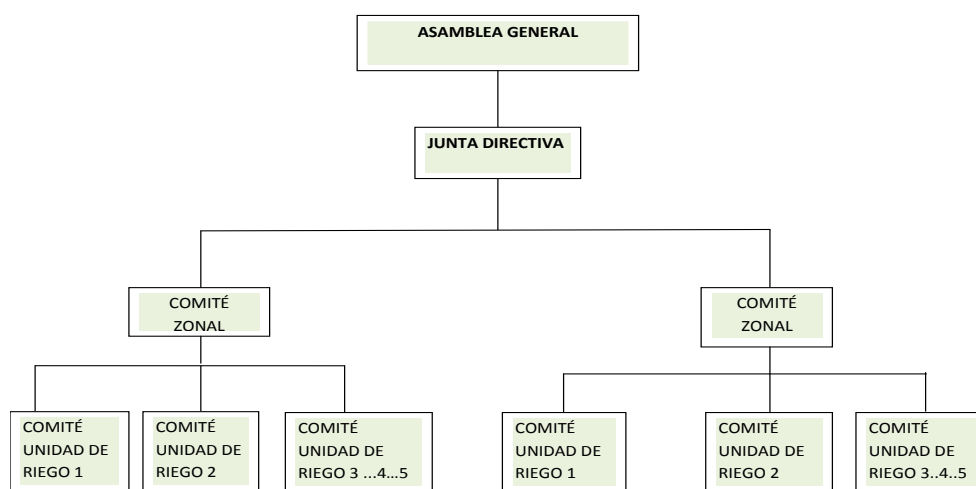 ASAMBLEA GENERAL
JUNTA DIRECTIVA
COMITÉ
ZONAL
COMITÉ
ZONAL
COMITÉ
UNIDAD DE
RIEGO 1
COMITÉ
UNIDAD DE
RIEGO 2
COMITÉ
UNIDAD DE
RIEGO 3 ...4...5
COMITÉ
UNIDAD DE
RIEGO 1
COMITÉ
UNIDAD DE
RIEGO 2
COMITÉ
UNIDAD DE
RIEGO 3..4..5